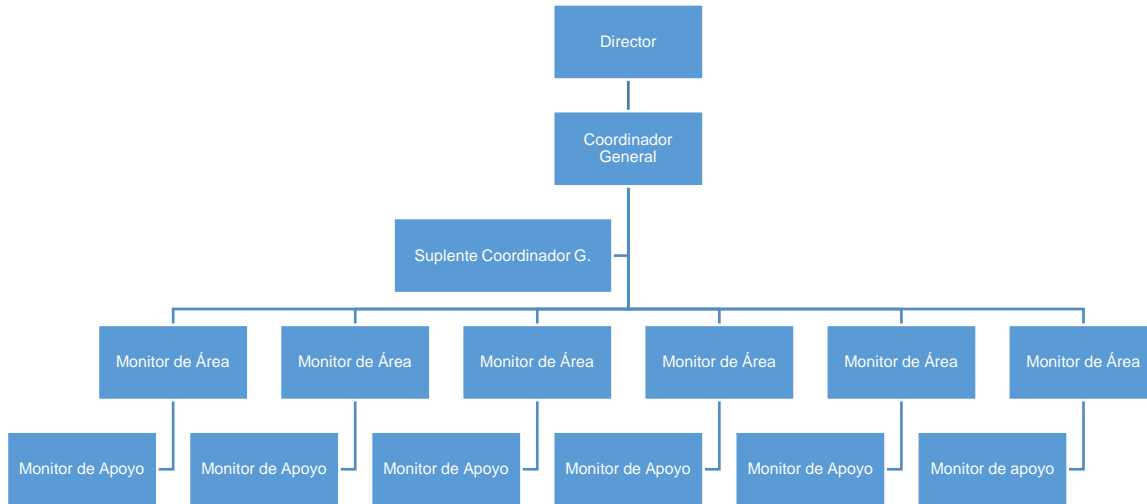 Director
Coordinador
General
Suplente Coordinador G.
Monitor de Área
Monitor de Área
Monitor de Área
Monitor de Área
Monitor de Área
Monitor de Área
Monitor de Apoyo
Monitor de Apoyo
Monitor de Apoyo
Monitor de Apoyo
Monitor de Apoyo
Monitor de apoyo